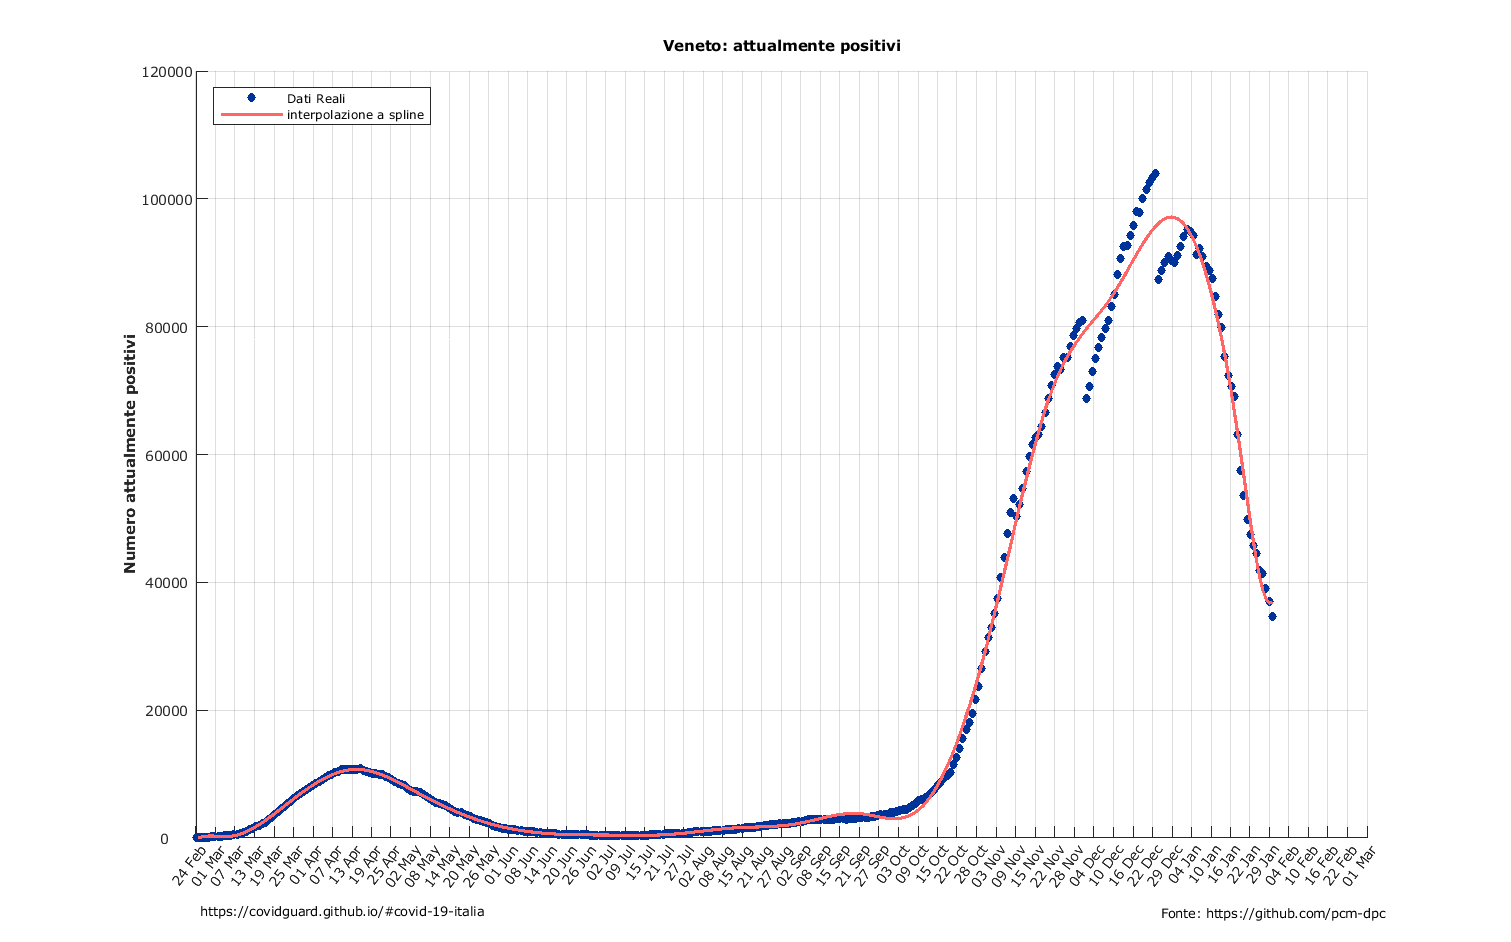 Veneto: attualmente positivi
120000
100000
80000
60000
40000
20000
0
Numero attualmente positivi
Dati Reali
interpolazione a spline
24 Feb
01 Mar
07 Mar
13 Mar
19 Mar
25 Mar
01 Apr
07 Apr
13 Apr
19 Apr
25 Apr
02 May
08 May
14 May
20 May
26 May
01 Jun
08 Jun
14 Jun
20 Jun
26 Jun
02 Jul
09 Jul
15 Jul
21 Jul
27 Jul
02 Aug
08 Aug
15 Aug
21 Aug
27 Aug
02 Sep
08 Sep
15 Sep
21 Sep
27 Sep
03 Oct
09 Oct
15 Oct
22 Oct
28 Oct
03 Nov
09 Nov
15 Nov
22 Nov
28 Nov
04 Dec
10 Dec
16 Dec
22 Dec
29 Dec
04 Jan
10 Jan
16 Jan
22 Jan
29 Jan
04 Feb
10 Feb
16 Feb
22 Feb
01 Mar
https://covidguard.github.io/#covid-19-italia
Fonte: https://github.com/pcm-dpc